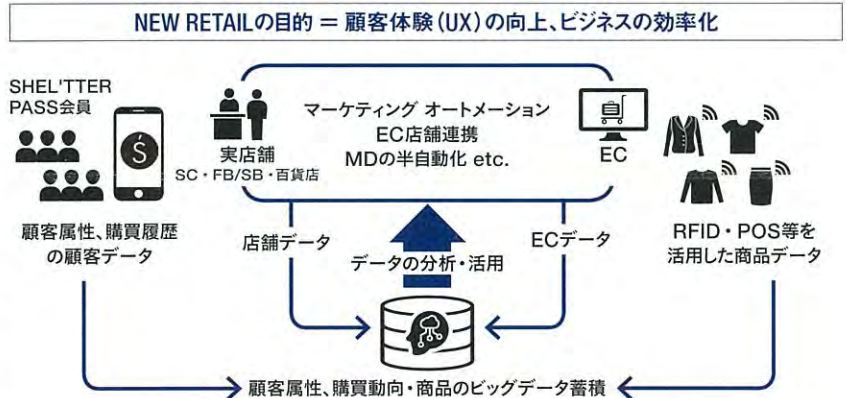 NEW RETAILの目的 = 顧客体験(UX)の向上、ビジネスの効率化
SHEL'TTER
PASS会員
Ś
実店舗
SC・FB/SB・百貨店
マーケティング オートメーション
EC店舗連携
MDの半自動化 etc.
EC
顧客属性、購買履歴
の顧客データ
店舗データ
データの分析・活用
ECデータ
RFID・POS等を
活用した商品データ
顧客属性、購買動向・商品のビッグデータ蓄積